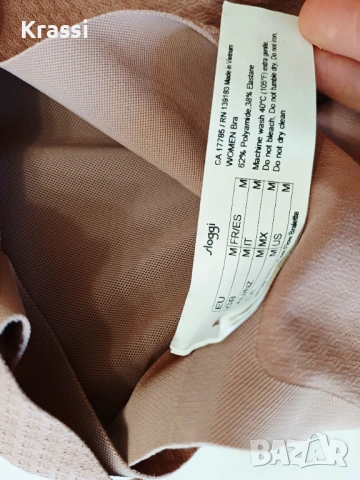 Krassi
CA 17785 / RN 139183 Made in Vietnam
WOMEN Bra
62% Polyamide,38% Elastane
Machine wash 40°C (105°F) extra gentle.
Do not bleach. Do not tumble dry. Do not iron.
Do not dry clean
sloggi
EU M FR/ES M
GB M IT M
M MX M
M US M
BAZAR